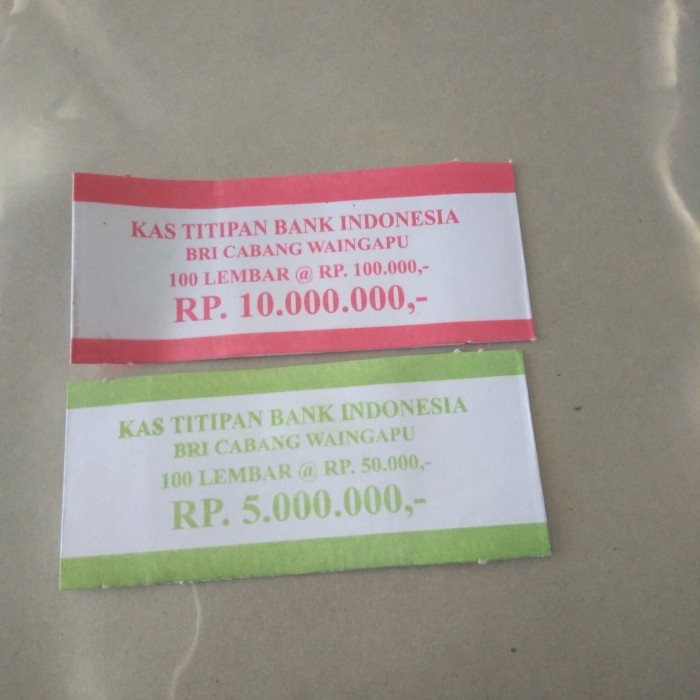 KAS TITIPAN BANK INDONESIA
BRI CABANG WAINGAPU
100 LEMBAR @ RP. 100.000,-
RP. 10.000.000,-
KAS TITIPAN BANK INDONESIA
BRI CABANG WAINGAPU
100 LEMBAR @ RP. 50.000,-
RP. 5.000.000,-